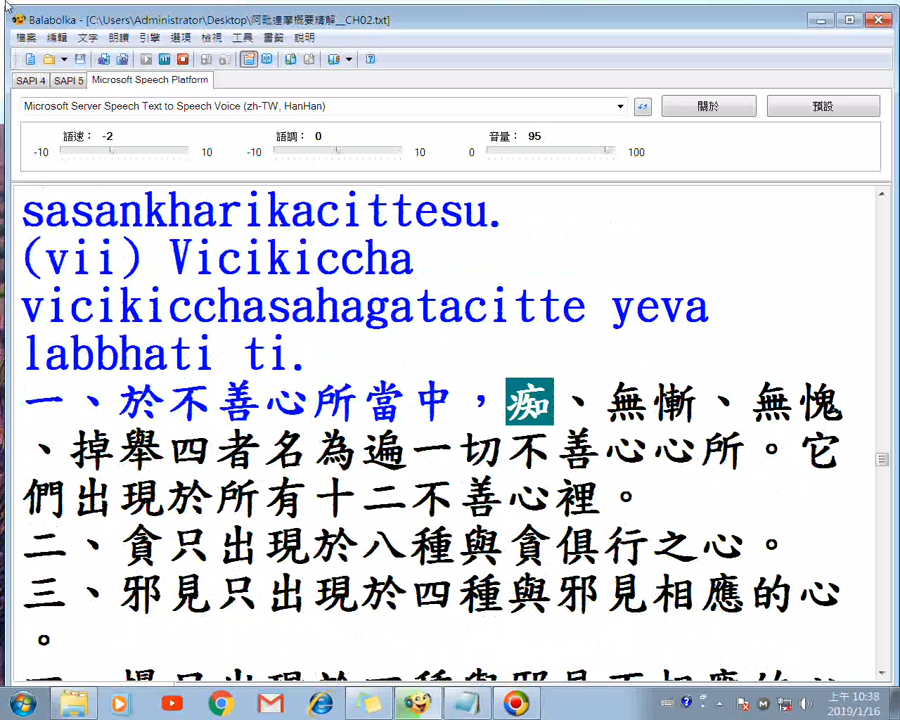 Balabolka - [C:\Users\Administrator\Desktop\阿毗達摩概要精解__CH02.txt]
檔案 編輯 文字 朗讀 引擎 選項 檢視 工具 書籤 說明
SAPI 4 SAPI 5 Microsoft Speech Platform
Microsoft Server Speech Text to Speech Voice (zh-TW, HanHan) 關於 預設
語速： -2 語調： 0 音量： 95
-10 10 -10 10 0 100
sasankharikacittesu.
(vii) Vicikiccha
vicikicchasahagatacitte yeva
labbhati ti.
一、於不善心所當中，痴、無慚、無愧
、掉舉四者名為遍一切不善心心所。它
們出現於所有十二不善心裡。
二、貪只出現於八種與貪俱行之心。
三、邪見只出現於四種與邪見相應的心
。
上午 10:38
2019/1/16